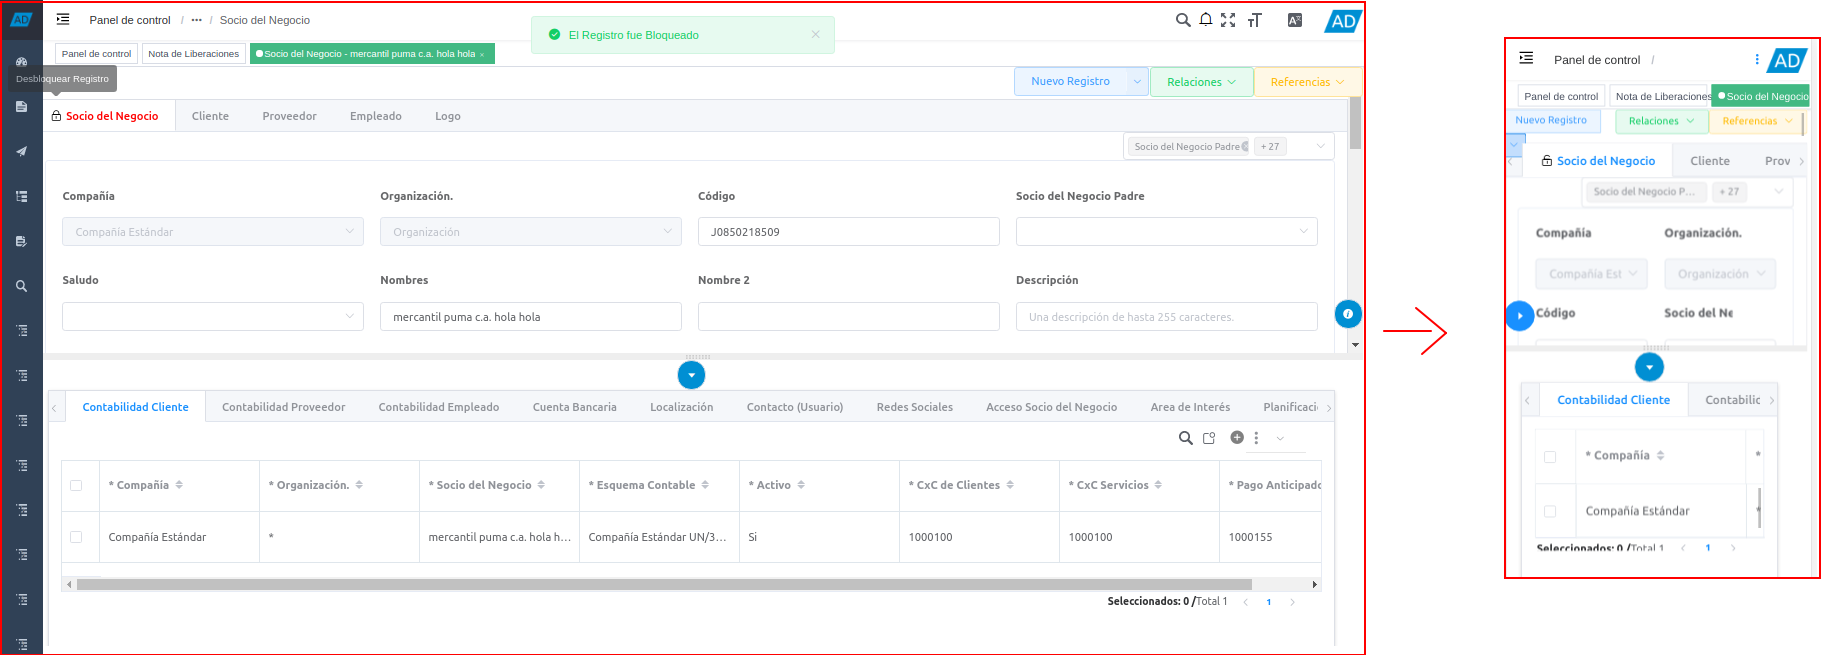 AD
Panel de control / ··· / Socio del Negocio
El Registro fue Bloqueado
AD
Panel de control
Nota de Liberaciones
Socio del Negocio - mercantil puma c.a. hola hola ×
Desbloquear Registro
Nuevo Registro
Relaciones
Referencias
Socio del Negocio
Cliente
Proveedor
Empleado
Logo
Socio del Negocio Padre
+ 27
Compañía
Organización.
Código
Socio del Negocio Padre
Compañía Estándar
Organización
J0850218509
Saludo
Nombres
Nombre 2
Descripción
mercantil puma c.a. hola hola
Una descripción de hasta 255 caracteres.
Contabilidad Cliente
Contabilidad Proveedor
Contabilidad Empleado
Cuenta Bancaria
Localización
Contacto (Usuario)
Redes Sociales
Acceso Socio del Negocio
Area de Interés
Planificaci
* Compañía
* Organización.
* Socio del Negocio
* Esquema Contable
* Activo
* CxC de Clientes
* CxC Servicios
* Pago Anticipado
Compañía Estándar
*
mercantil puma c.a. hola h...
Compañía Estándar UN/3...
Si
1000100
1000100
1000155
Seleccionados: 0 /Total 1
1
Panel de control /
AD
Panel de control
Nota de Liberaciones
Socio del Negocio
Nuevo Registro
Relaciones
Referencias
Socio del Negocio
Cliente
Prov
Socio del Negocio P...
+ 27
Compañía
Organización.
Compañía Est
Organización
Código
Socio del Ne
Contabilidad Cliente
Contabilic
* Compañía
*
Compañía Estándar
*
Seleccionados: 0 /Total 1
1